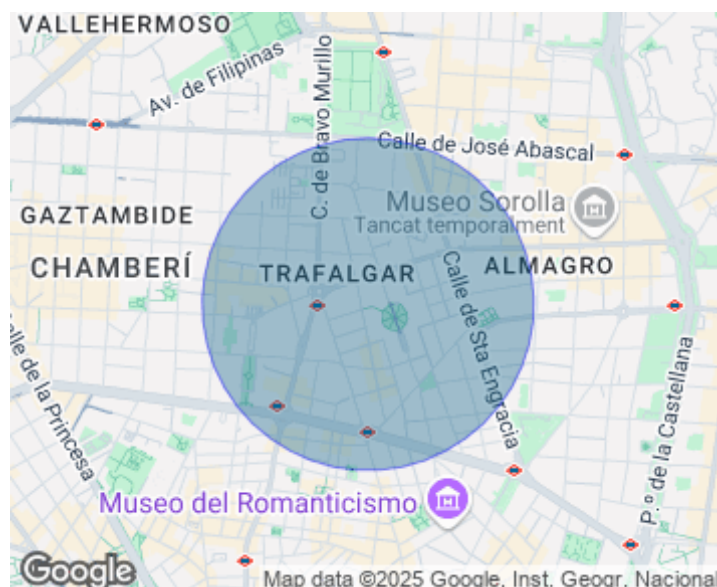 VALLEHERMOSO
Av. de Filipinas
C. de Bravo Murillo
Calle de José Abascal
Museo Sorolla
Tancat temporalment
GAZTAMBIDE
CHAMBERÍ
TRAFALGAR
ALMAGRO
Calle de Sta Engracia
alle de la Princesa
P.º de la Castellana
Museo del Romanticismo
Google
Map data ©2025 Google, Inst. Geogr. Nacional